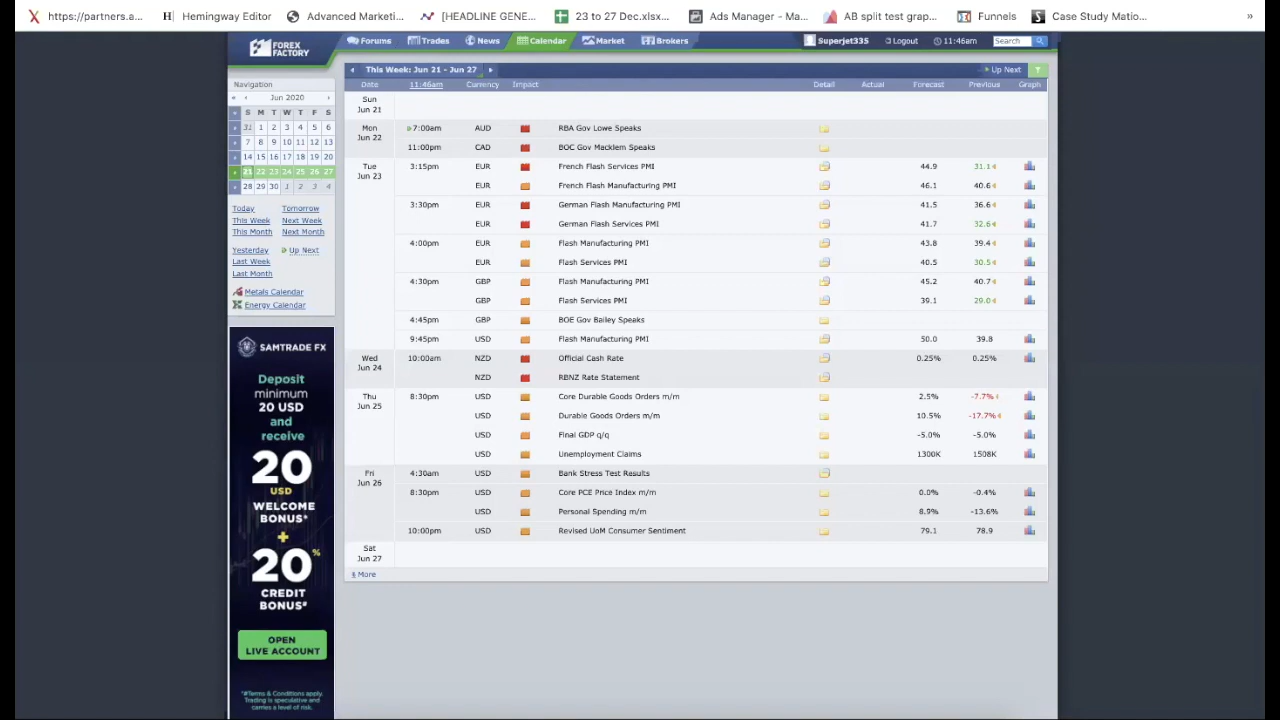 https://partners.a...
Hemingway Editor
Advanced Marketi...
[HEADLINE GENE...
23 to 27 Dec.xlsx...
Ads Manager - Ma...
AB split test grap...
Funnels
Case Study Matio...
»
FOREX FACTORY
Forums
Trades
News
Calendar
Market
Brokers
Superjet335
Logout
11:46am
Search
Navigation
« ‹ Jun 2020 ›
S M T W T F S
31 1 2 3 4 5 6
7 8 9 10 11 12 13
14 15 16 17 18 19 20
21 22 23 24 25 26 27
28 29 30 1 2 3 4
Today Tomorrow
This Week Next Week
This Month Next Month
Yesterday Up Next
Last Week
Last Month
Metals Calendar
Energy Calendar
SAMTRADE FX
Deposit
minimum
20 USD
and
receive
20
USD
WELCOME
BONUS*
+
20%
CREDIT
BONUS#
OPEN
LIVE ACCOUNT
*#Terms & Conditions apply.
Trading is speculative and
carries a level of risk.
This Week: Jun 21 - Jun 27 Up Next
Date 11:46am Currency Impact Detail Actual Forecast Previous Graph
Sun
Jun 21
Mon
Jun 22
7:00am AUD RBA Gov Lowe Speaks
11:00pm CAD BOC Gov Macklem Speaks
Tue
Jun 23
3:15pm EUR French Flash Services PMI 44.9 31.1
EUR French Flash Manufacturing PMI 46.1 40.6
3:30pm EUR German Flash Manufacturing PMI 41.5 36.6
EUR German Flash Services PMI 41.7 32.6
4:00pm EUR Flash Manufacturing PMI 43.8 39.4
EUR Flash Services PMI 40.5 30.5
4:30pm GBP Flash Manufacturing PMI 45.2 40.7
GBP Flash Services PMI 39.1 29.0
4:45pm GBP BOE Gov Bailey Speaks
9:45pm USD Flash Manufacturing PMI 50.0 39.8
Wed
Jun 24
10:00am NZD Official Cash Rate 0.25% 0.25%
NZD RBNZ Rate Statement
Thu
Jun 25
8:30pm USD Core Durable Goods Orders m/m 2.5% -7.7%
USD Durable Goods Orders m/m 10.5% -17.7%
USD Final GDP q/q -5.0% -5.0%
USD Unemployment Claims 1300K 1508K
Fri
Jun 26
4:30am USD Bank Stress Test Results
8:30pm USD Core PCE Price Index m/m 0.0% -0.4%
USD Personal Spending m/m 8.9% -13.6%
10:00pm USD Revised UoM Consumer Sentiment 79.1 78.9
Sat
Jun 27
More